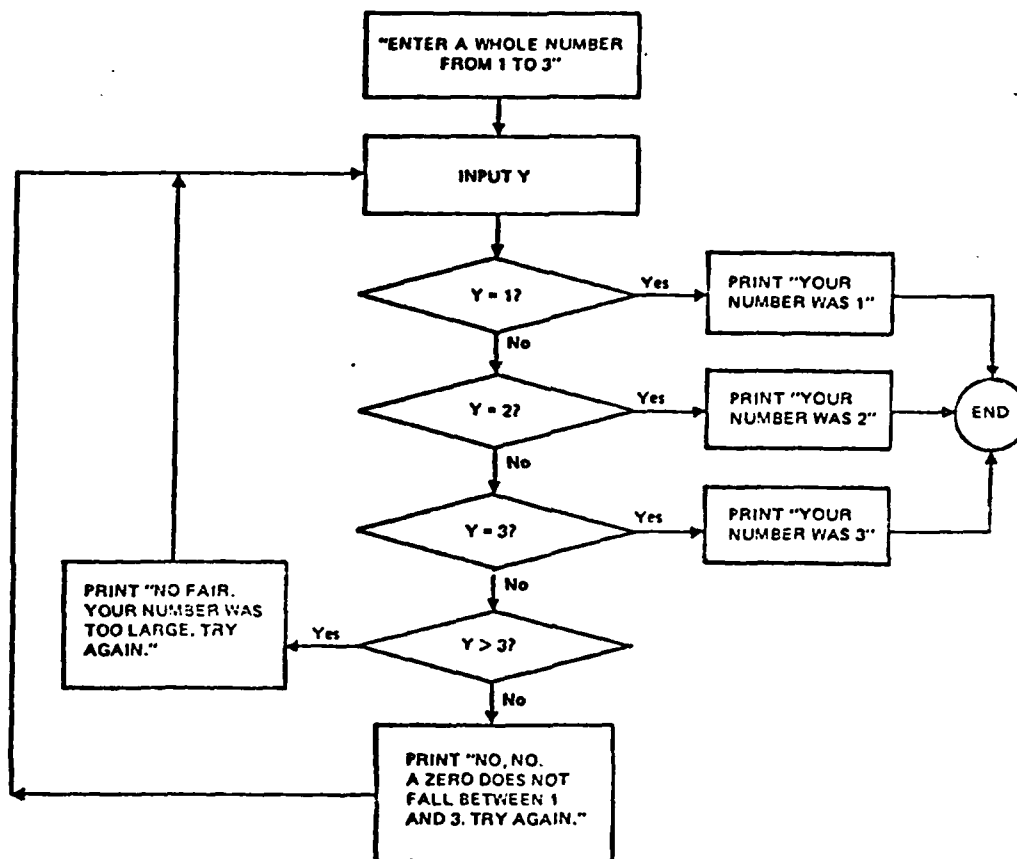 "ENTER A WHOLE NUMBER
FROM 1 TO 3"
INPUT Y
Y = 1?
Yes
PRINT "YOUR
NUMBER WAS 1"
No
Y = 2?
Yes
PRINT "YOUR
NUMBER WAS 2"
END
No
Y = 3?
Yes
PRINT "YOUR
NUMBER WAS 3"
No
PRINT "NO FAIR.
YOUR NUMBER WAS
TOO LARGE. TRY
AGAIN."
Yes
Y > 3?
No
PRINT "NO, NO.
A ZERO DOES NOT
FALL BETWEEN 1
AND 3. TRY AGAIN."